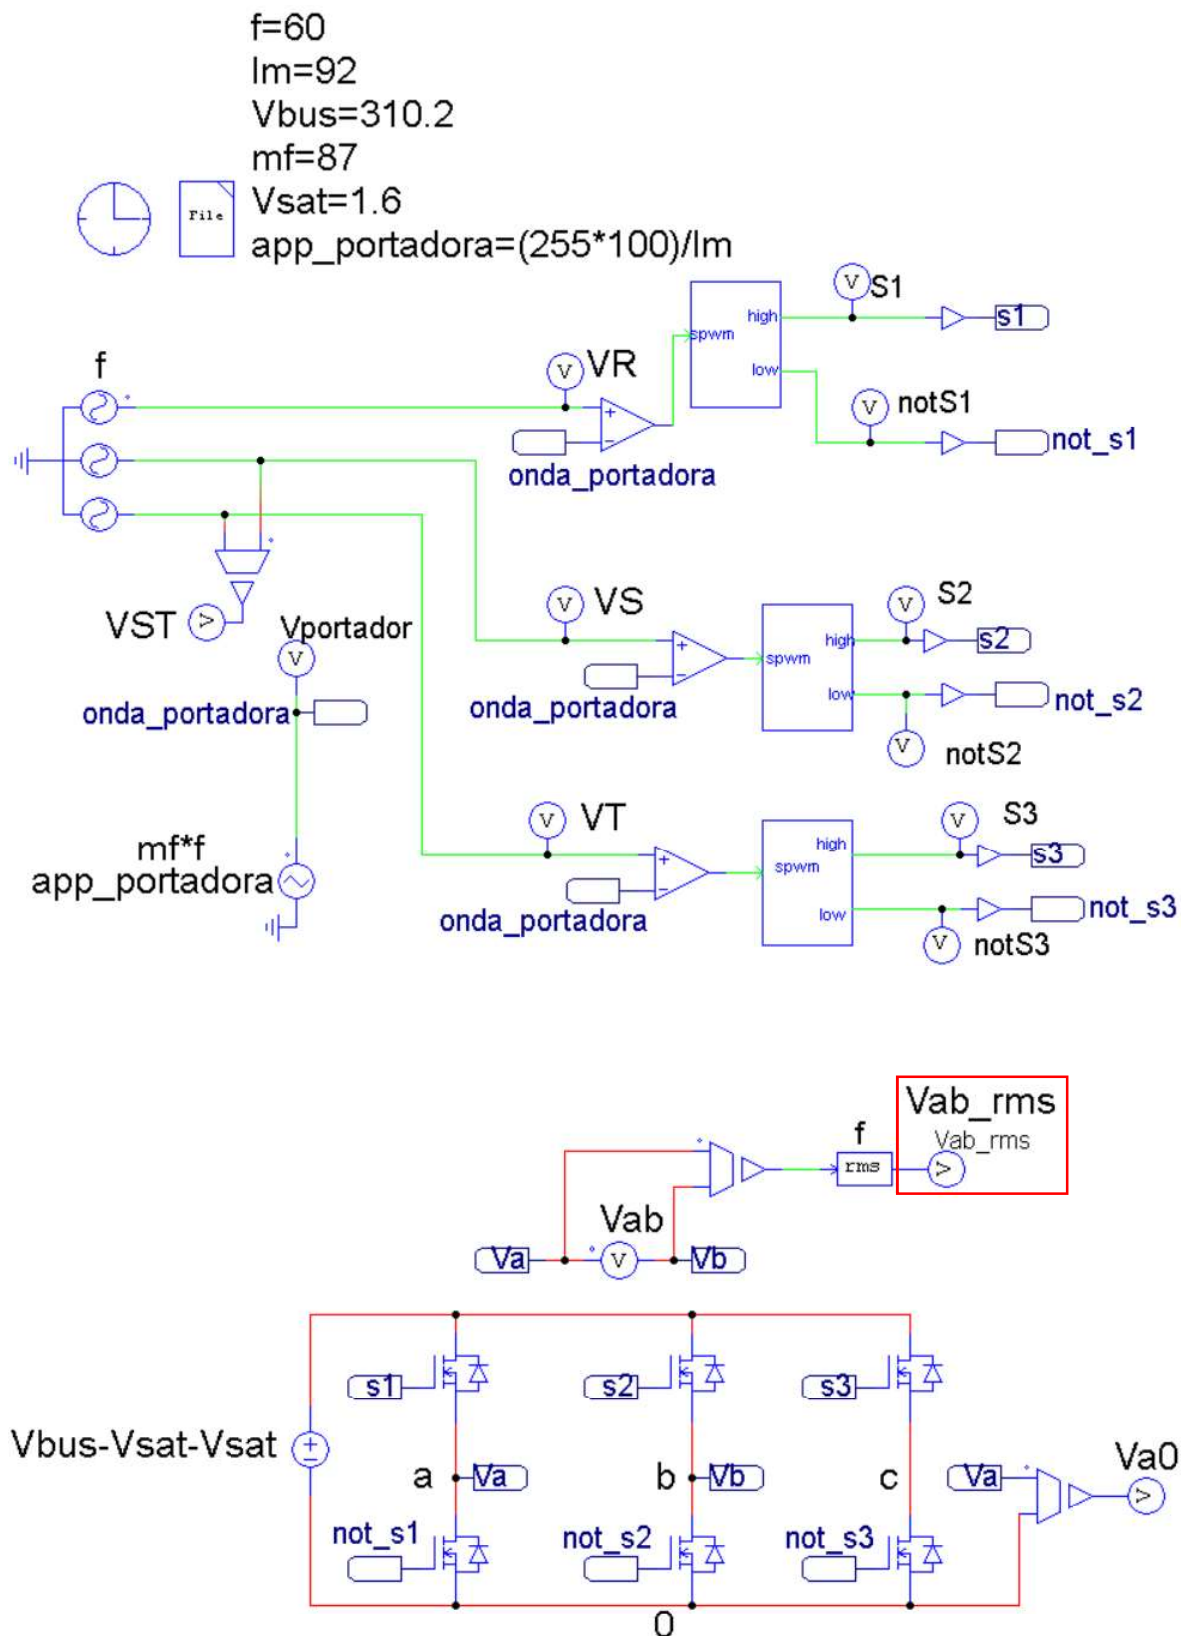 f=60
Im=92
Vbus=310.2
mf=87
Vsat=1.6
app_portadora=(255*100)/Im
File
V
S1
high
s1
spwm
f
V
VR
low
V
notS1
not_s1
onda_portadora
VST
V
Vportador
V
onda_portadora
V
VS
V
S2
high
s2
spwm
low
not_s2
onda_portadora
V
notS2
V
VT
V
S3
high
s3
spwm
mf*f
app_portadora
low
not_s3
onda_portadora
V
notS3
Vab_rms
Vab_rms
f
rms
V
Vab
Va
V
Vb
s1
s2
s3
Vbus-Vsat-Vsat
a
Va
b
Vb
c
Va
Va0
V
not_s1
not_s2
not_s3
0